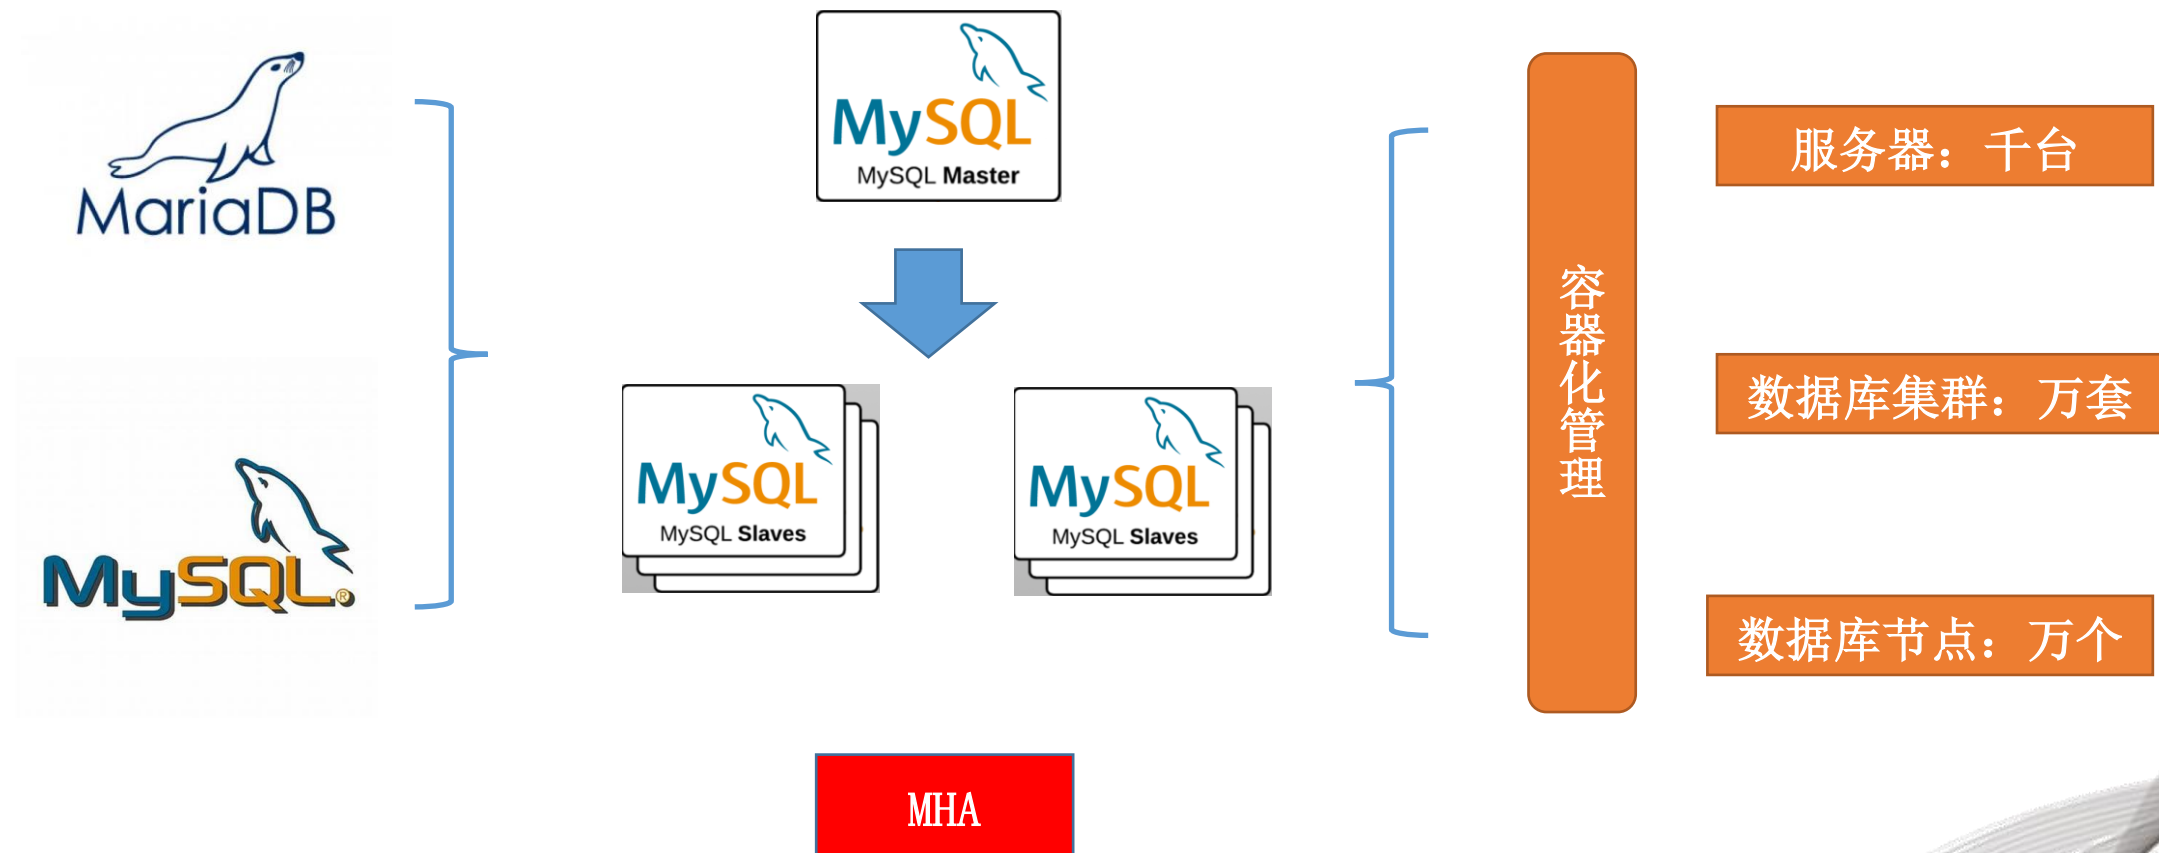 MariaDB
MySQL®
MySQL
MySQL Master
MySQL
MySQL Slaves
MySQL
MySQL Slaves
MHA
容器化管理
服务器：千台
数据库集群：万套
数据库节点：万个